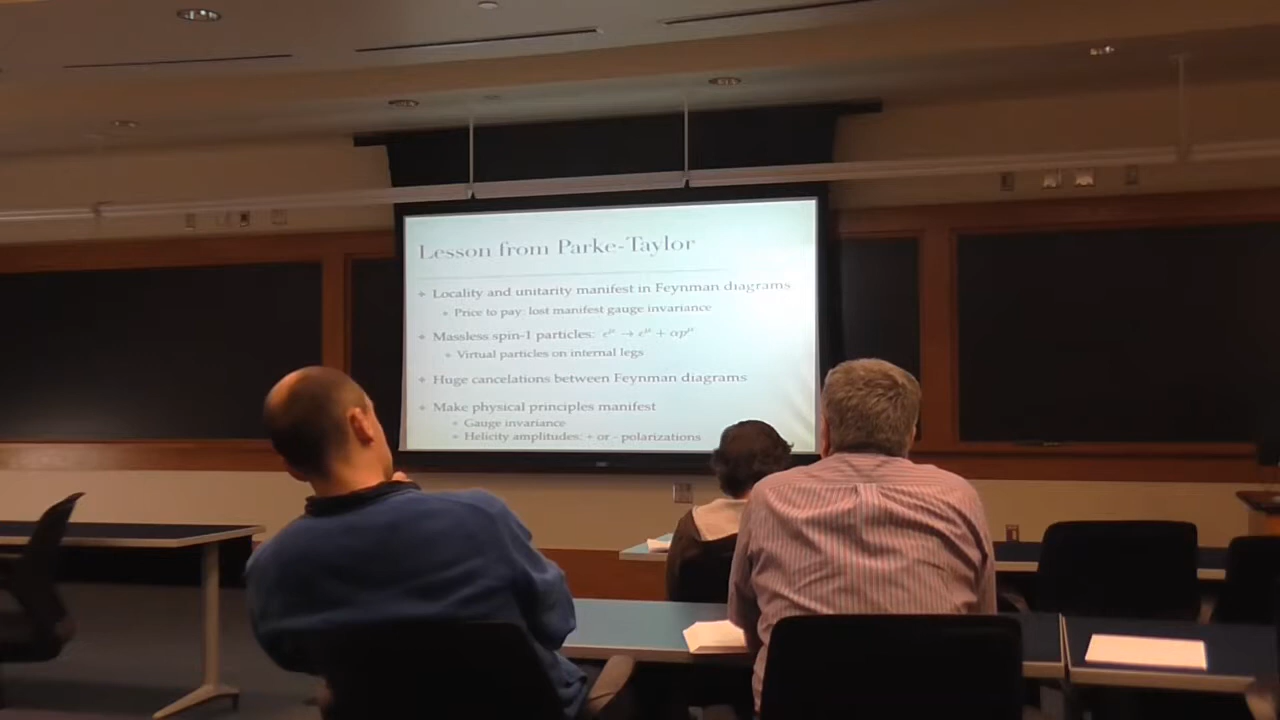 Lesson from Parke-Taylor
Locality and unitarity manifest in Feynman diagrams
Price to pay: lost manifest gauge invariance
Massless spin-1 particles: ϵ^μ → ϵ^μ + αp^μ
Virtual particles on internal legs
Huge cancelations between Feynman diagrams
Make physical principles manifest
Gauge invariance
Helicity amplitudes: + or - polarizations